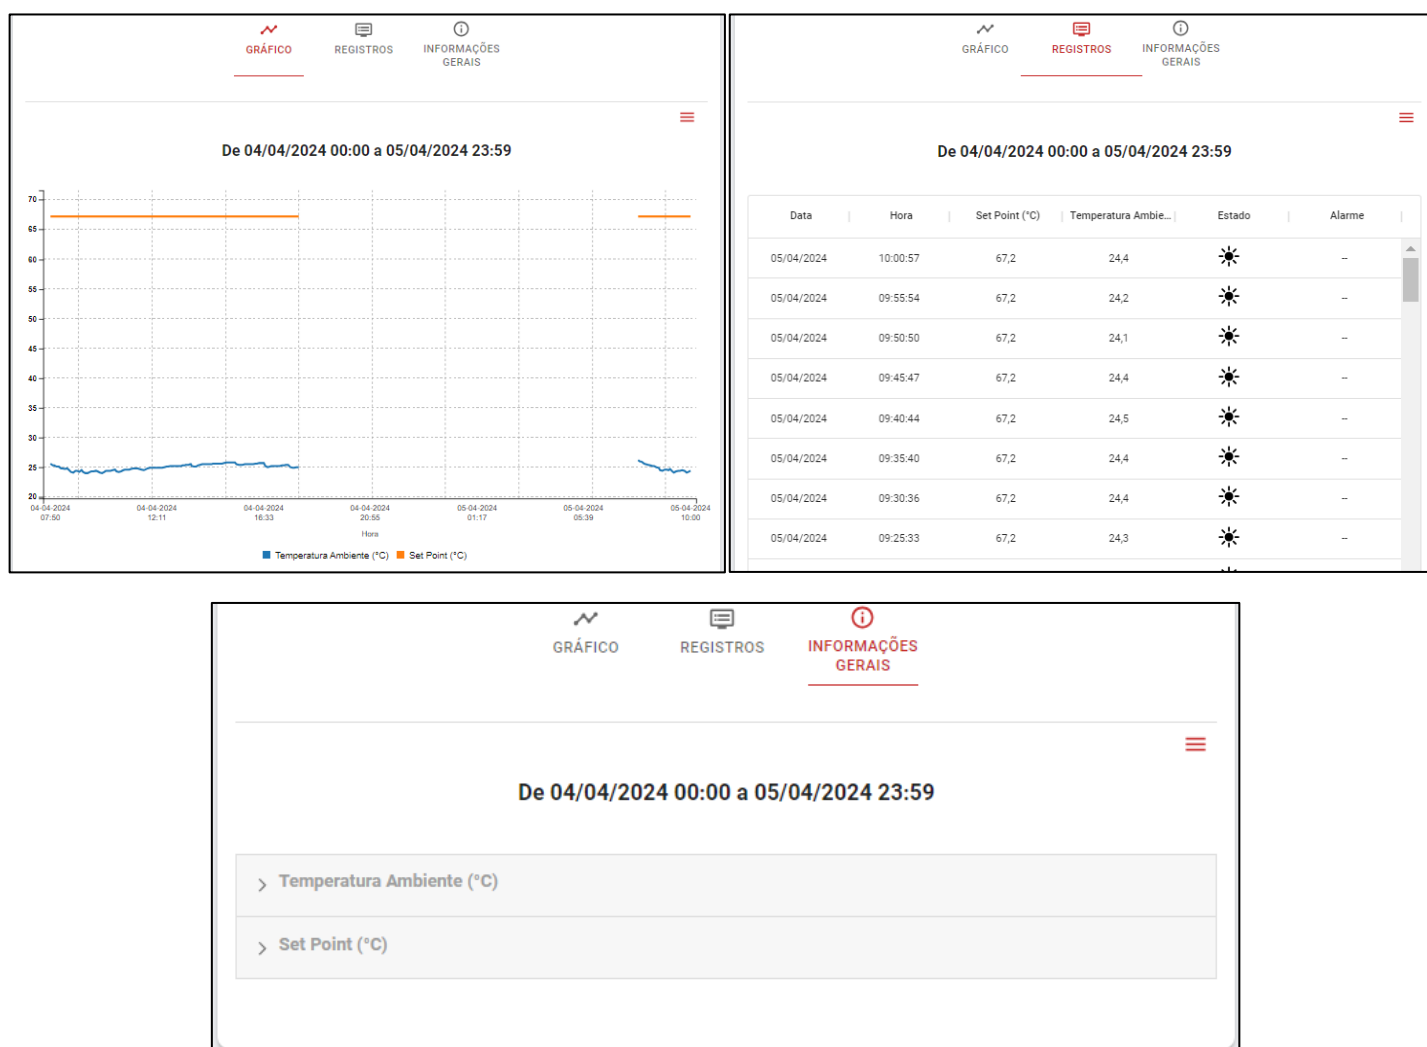 GRÁFICO
REGISTROS
INFORMAÇÕES
GERAIS
De 04/04/2024 00:00 a 05/04/2024 23:59
70
65
60
55
50
45
40
35
30
25
20
04-04-2024 04-04-2024 04-04-2024 04-04-2024 05-04-2024 05-04-2024 05-04-2024
07:50 12:11 16:33 20:55 01:17 05:39 10:00
Hora
Temperatura Ambiente (°C) Set Point (°C)
GRÁFICO
REGISTROS
INFORMAÇÕES
GERAIS
De 04/04/2024 00:00 a 05/04/2024 23:59
Data Hora Set Point (°C) Temperatura Ambie... Estado Alarme
05/04/2024 10:00:57 67,2 24,4 --
05/04/2024 09:55:54 67,2 24,2 --
05/04/2024 09:50:50 67,2 24,1 --
05/04/2024 09:45:47 67,2 24,4 --
05/04/2024 09:40:44 67,2 24,5 --
05/04/2024 09:35:40 67,2 24,4 --
05/04/2024 09:30:36 67,2 24,4 --
05/04/2024 09:25:33 67,2 24,3 --
GRÁFICO
REGISTROS
INFORMAÇÕES
GERAIS
De 04/04/2024 00:00 a 05/04/2024 23:59
Temperatura Ambiente (°C)
Set Point (°C)